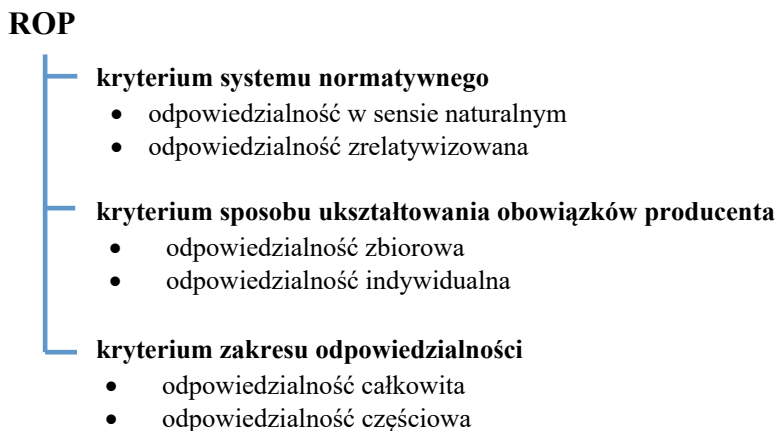 ROP
kryterium systemu normatywnego
• odpowiedzialność w sensie naturalnym
• odpowiedzialność zrelatywizowana
kryterium sposobu ukształtowania obowiązków producenta
• odpowiedzialność zbiorowa
• odpowiedzialność indywidualna
kryterium zakresu odpowiedzialności
• odpowiedzialność całkowita
• odpowiedzialność częściowa